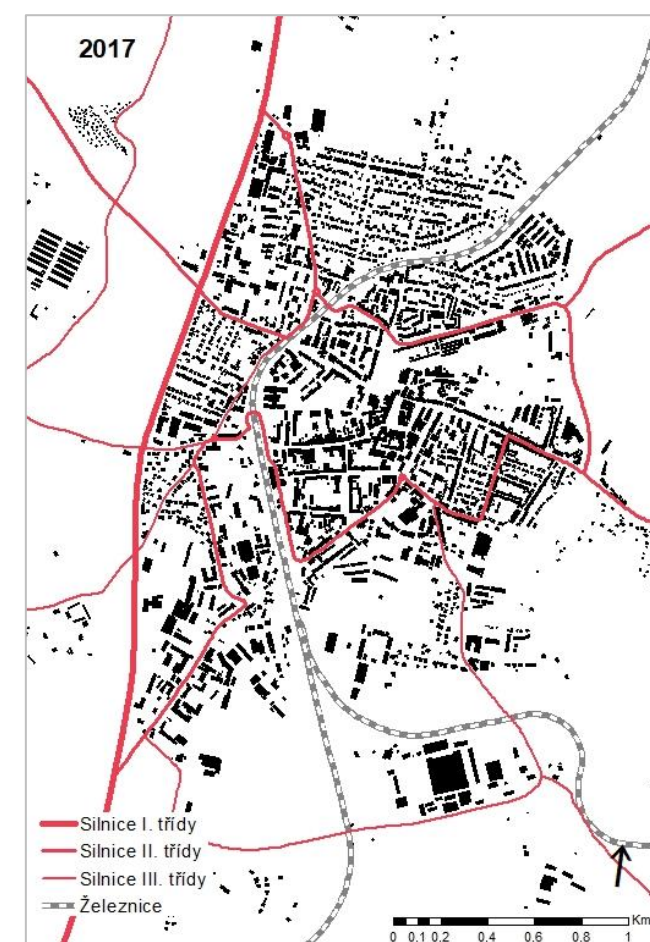 2017
Silnice I. třídy
Silnice II. třídy
Silnice III. třídy
Železnice
Km
0 0.1 0.2 0.4 0.6 0.8 1